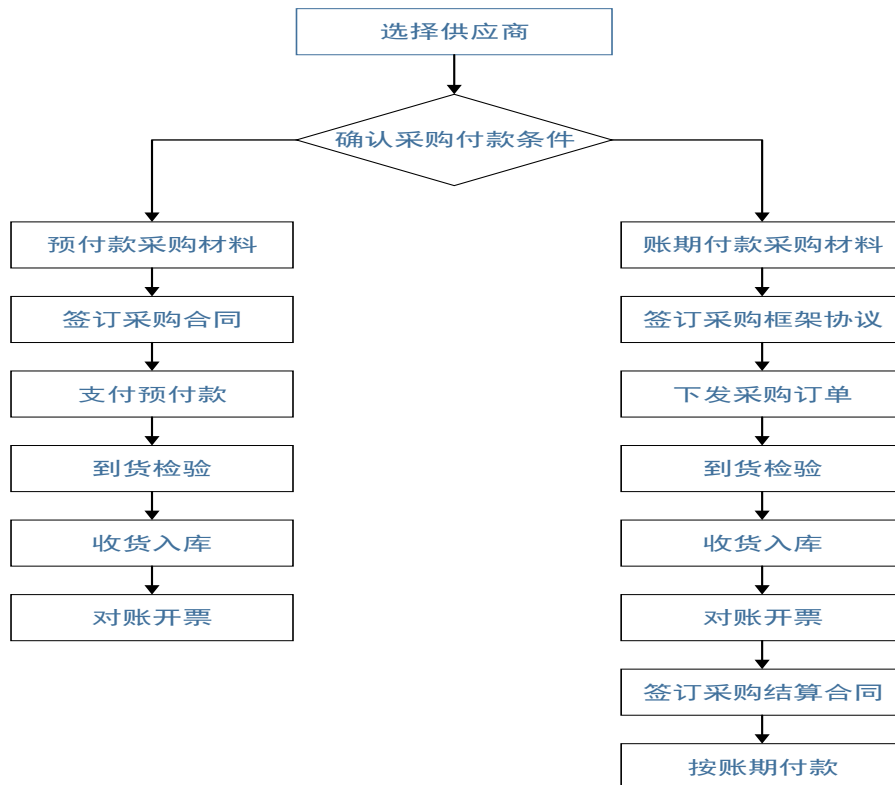 选择供应商
确认采购付款条件
预付款采购材料
签订采购合同
支付预付款
到货检验
收货入库
对账开票
账期付款采购材料
签订采购框架协议
下发采购订单
到货检验
收货入库
对账开票
签订采购结算合同
按账期付款